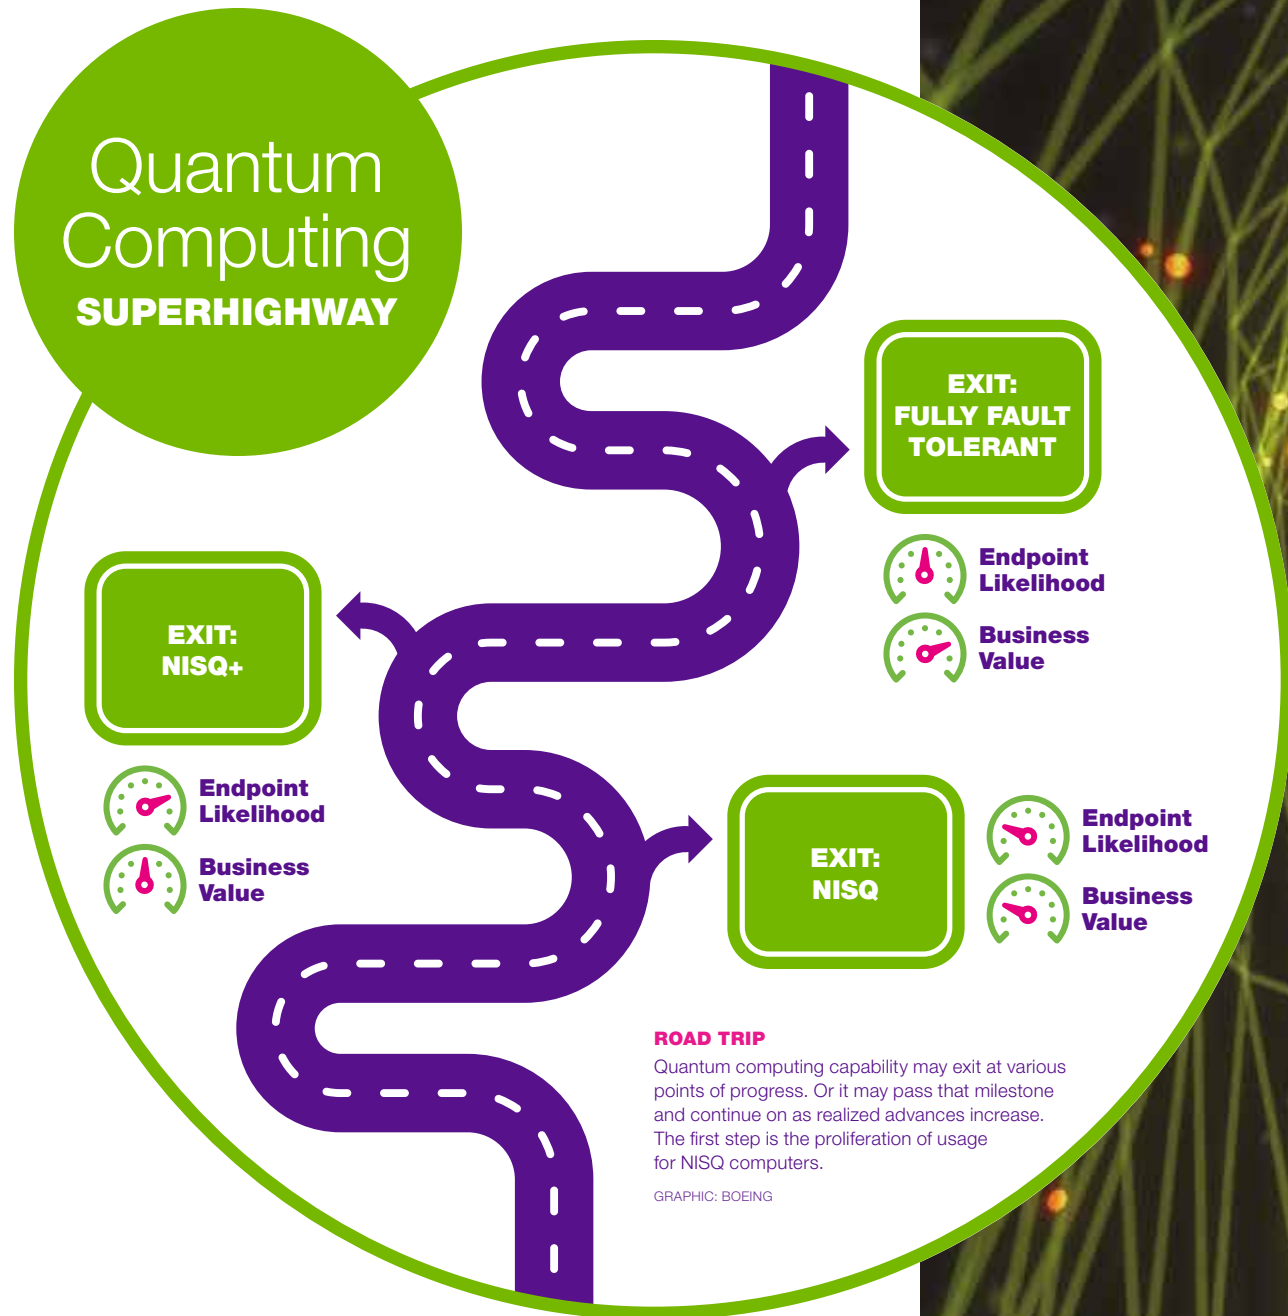 Quantum
Computing
SUPERHIGHWAY
EXIT:
FULLY FAULT
TOLERANT
Endpoint
Likelihood
Business
Value
EXIT:
NISQ+
Endpoint
Likelihood
Business
Value
EXIT:
NISQ
Endpoint
Likelihood
Business
Value
ROAD TRIP
Quantum computing capability may exit at various
points of progress. Or it may pass that milestone
and continue on as realized advances increase.
The first step is the proliferation of usage
for NISQ computers.
GRAPHIC: BOEING